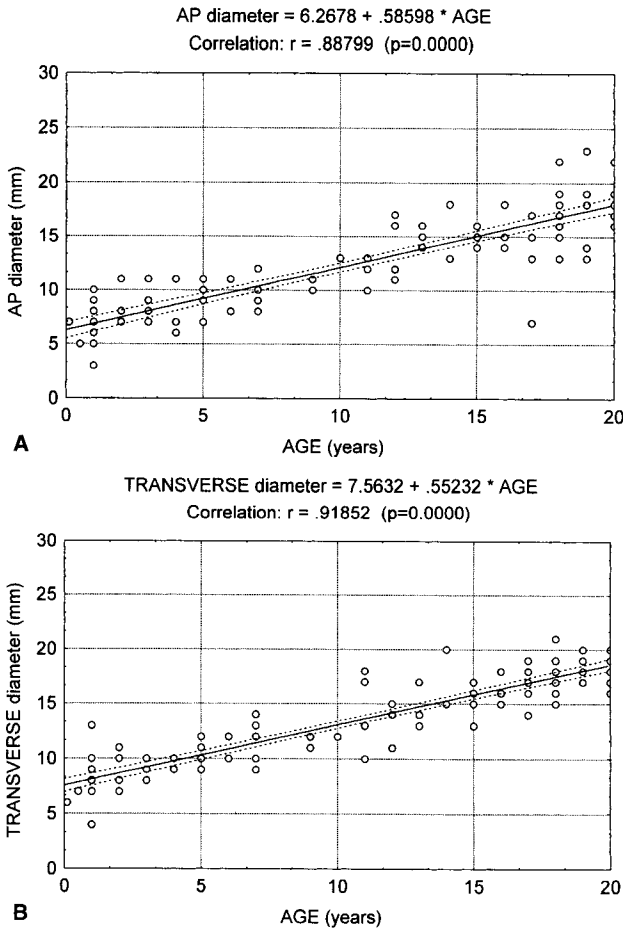 AP diameter = 6.2678 + .58598 * AGE
Correlation: r = .88799 (p=0.0000)
30
25
20
15
10
5
0
AP diameter (mm)
0 5 10 15 20
A
AGE (years)
TRANSVERSE diameter = 7.5632 + .55232 * AGE
Correlation: r = .91852 (p=0.0000)
30
25
20
15
10
5
0
TRANSVERSE diameter (mm)
0 5 10 15 20
B
AGE (years)